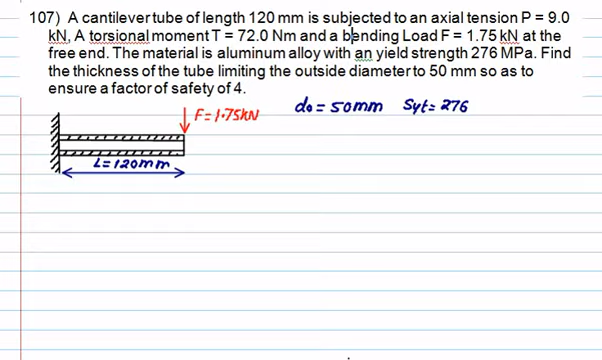 107) A cantilever tube of length 120 mm is subjected to an axial tension P = 9.0
kN, A torsional moment T = 72.0 Nm and a bending Load F = 1.75 kN at the
free end. The material is aluminum alloy with an yield strength 276 MPa. Find
the thickness of the tube limiting the outside diameter to 50 mm so as to
ensure a factor of safety of 4.
do = 50mm Syt = 276
F = 1.75KN
L = 120mm